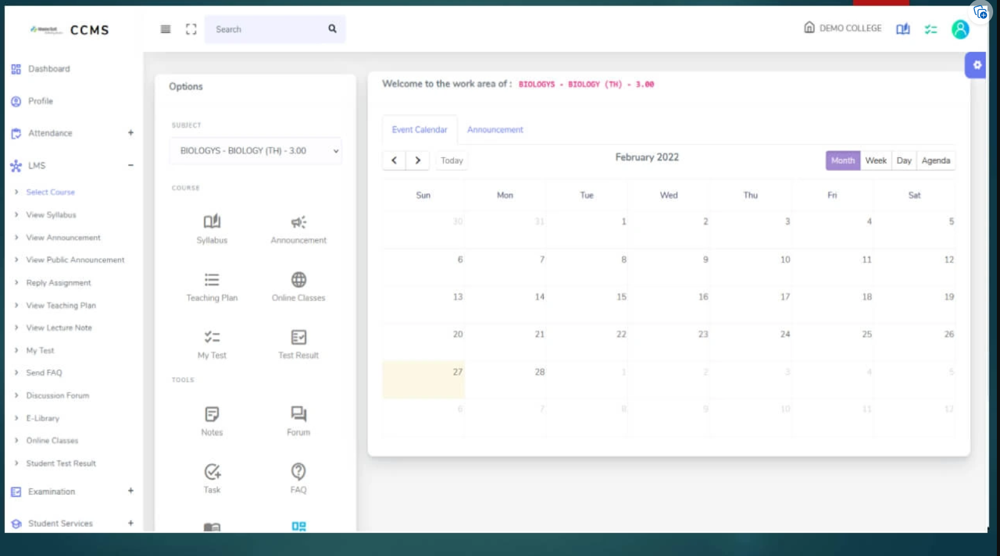 CCMS
Search
DEMO COLLEGE
Dashboard
Profile
Attendance +
LMS −
Select Course
View Syllabus
View Announcement
View Public Announcement
Reply Assignment
View Teaching Plan
View Lecture Note
My Test
Send FAQ
Discussion Forum
E-Library
Online Classes
Student Test Result
Examination +
Student Services +
Options
SUBJECT
BIOLOGYS - BIOLOGY (TH) - 3.00
COURSE
Syllabus Announcement
Teaching Plan Online Classes
My Test Test Result
TOOLS
Notes Forum
Task FAQ
Welcome to the work area of : BIOLOGYS - BIOLOGY (TH) - 3.00
Event Calendar Announcement
Today February 2022 Month Week Day Agenda
Sun Mon Tue Wed Thu Fri Sat
30 31 1 2 3 4 5
6 7 8 9 10 11 12
13 14 15 16 17 18 19
20 21 22 23 24 25 26
27 28 1 2 3 4 5
6 7 8 9 10 11 12